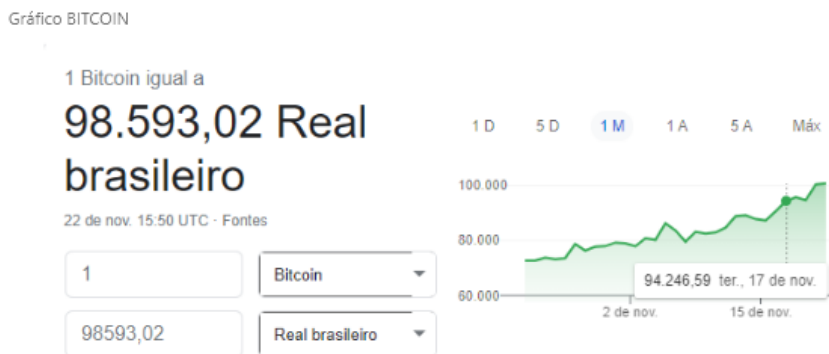 Gráfico BITCOIN
1 Bitcoin igual a
98.593,02 Real
brasileiro
22 de nov. 15:50 UTC · Fontes
1 Bitcoin
98593,02 Real brasileiro
1 D 5 D 1 M 1 A 5 A Máx
100.000
80.000
60.000
94.246,59 ter., 17 de nov.
2 de nov. 15 de nov.